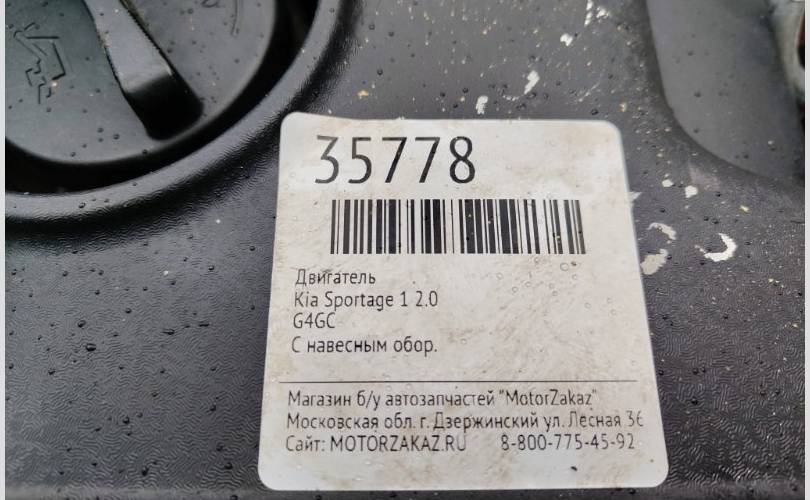 35778
Двигатель
Kia Sportage 1 2.0
G4GC
С навесным обор.
Магазин б/у автозапчастей "MotorZakaz"
Московская обл. г. Дзержинский ул. Лесная 36
Сайт: MOTORZAKAZ.RU 8-800-775-45-92